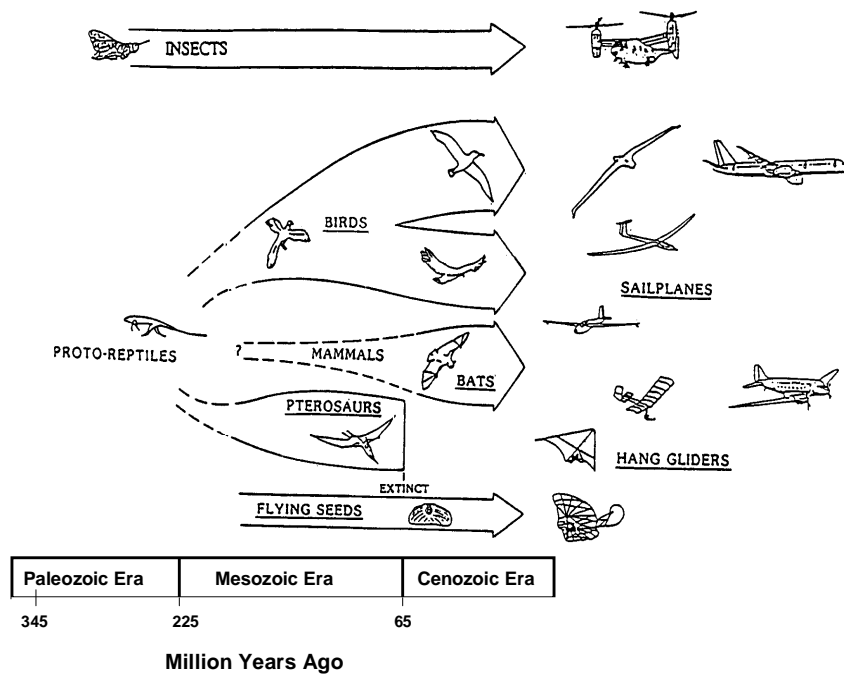 INSECTS
BIRDS
SAILPLANES
PROTO-REPTILES
?
MAMMALS
BATS
PTEROSAURS
HANG GLIDERS
EXTINCT
FLYING SEEDS
Paleozoic Era
Mesozoic Era
Cenozoic Era
345
225
65
Million Years Ago